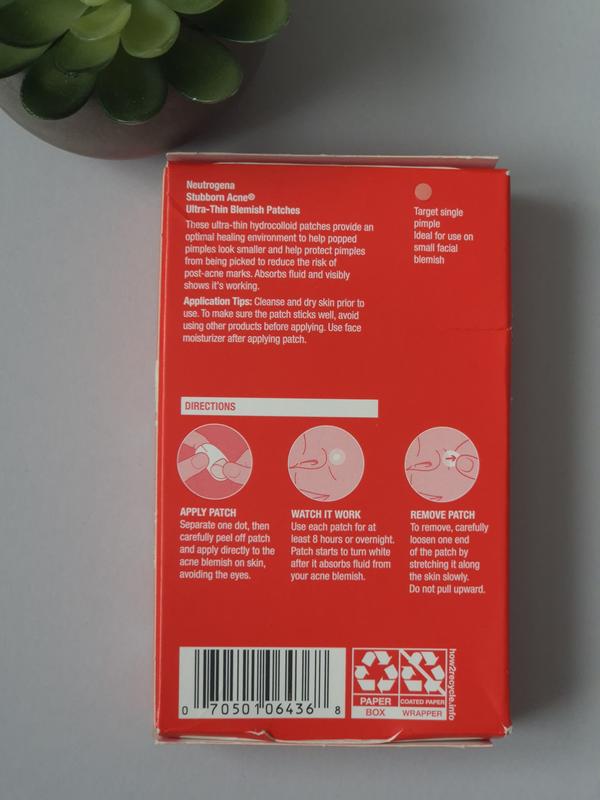 Neutrogena
Stubborn Acne®
Ultra-Thin Blemish Patches
These ultra-thin hydrocolloid patches provide an
optimal healing environment to help popped
pimples look smaller and help protect pimples
from being picked to reduce the risk of
post-acne marks. Absorbs fluid and visibly
shows it's working.
Application Tips: Cleanse and dry skin prior to
use. To make sure the patch sticks well, avoid
using other products before applying. Use face
moisturizer after applying patch.
Target single
pimple
Ideal for use on
small facial
blemish
DIRECTIONS
APPLY PATCH
Separate one dot, then
carefully peel off patch
and apply directly to the
acne blemish on skin,
avoiding the eyes.
WATCH IT WORK
Use each patch for at
least 8 hours or overnight.
Patch starts to turn white
after it absorbs fluid from
your acne blemish.
REMOVE PATCH
To remove, carefully
loosen one end
of the patch by
stretching it along
the skin slowly.
Do not pull upward.
0 70501 06436 8
PAPER
BOX
COATED PAPER
WRAPPER
how2recycle.info